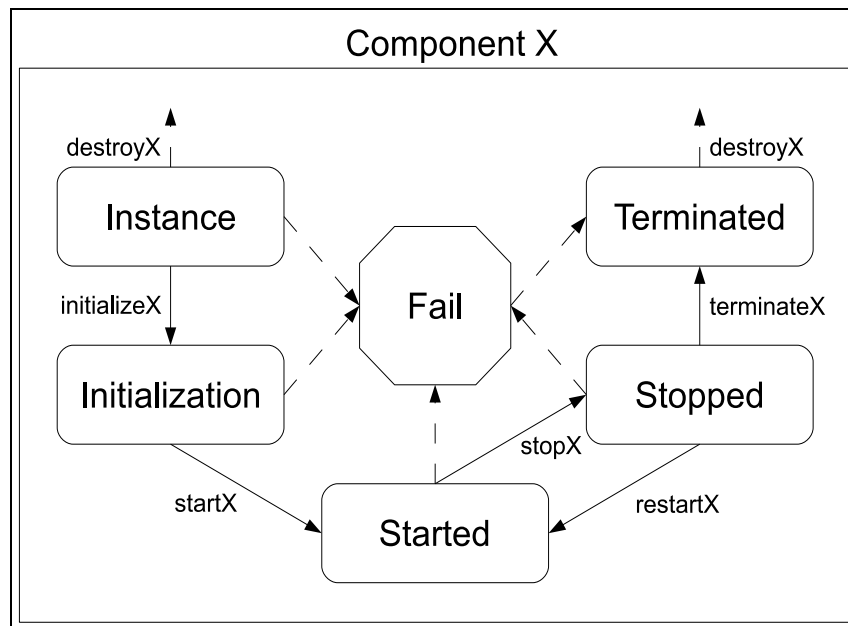 Component X
destroyX
destroyX
Instance
Terminated
Fail
initializeX
terminateX
Initialization
Stopped
stopX
startX
restartX
Started